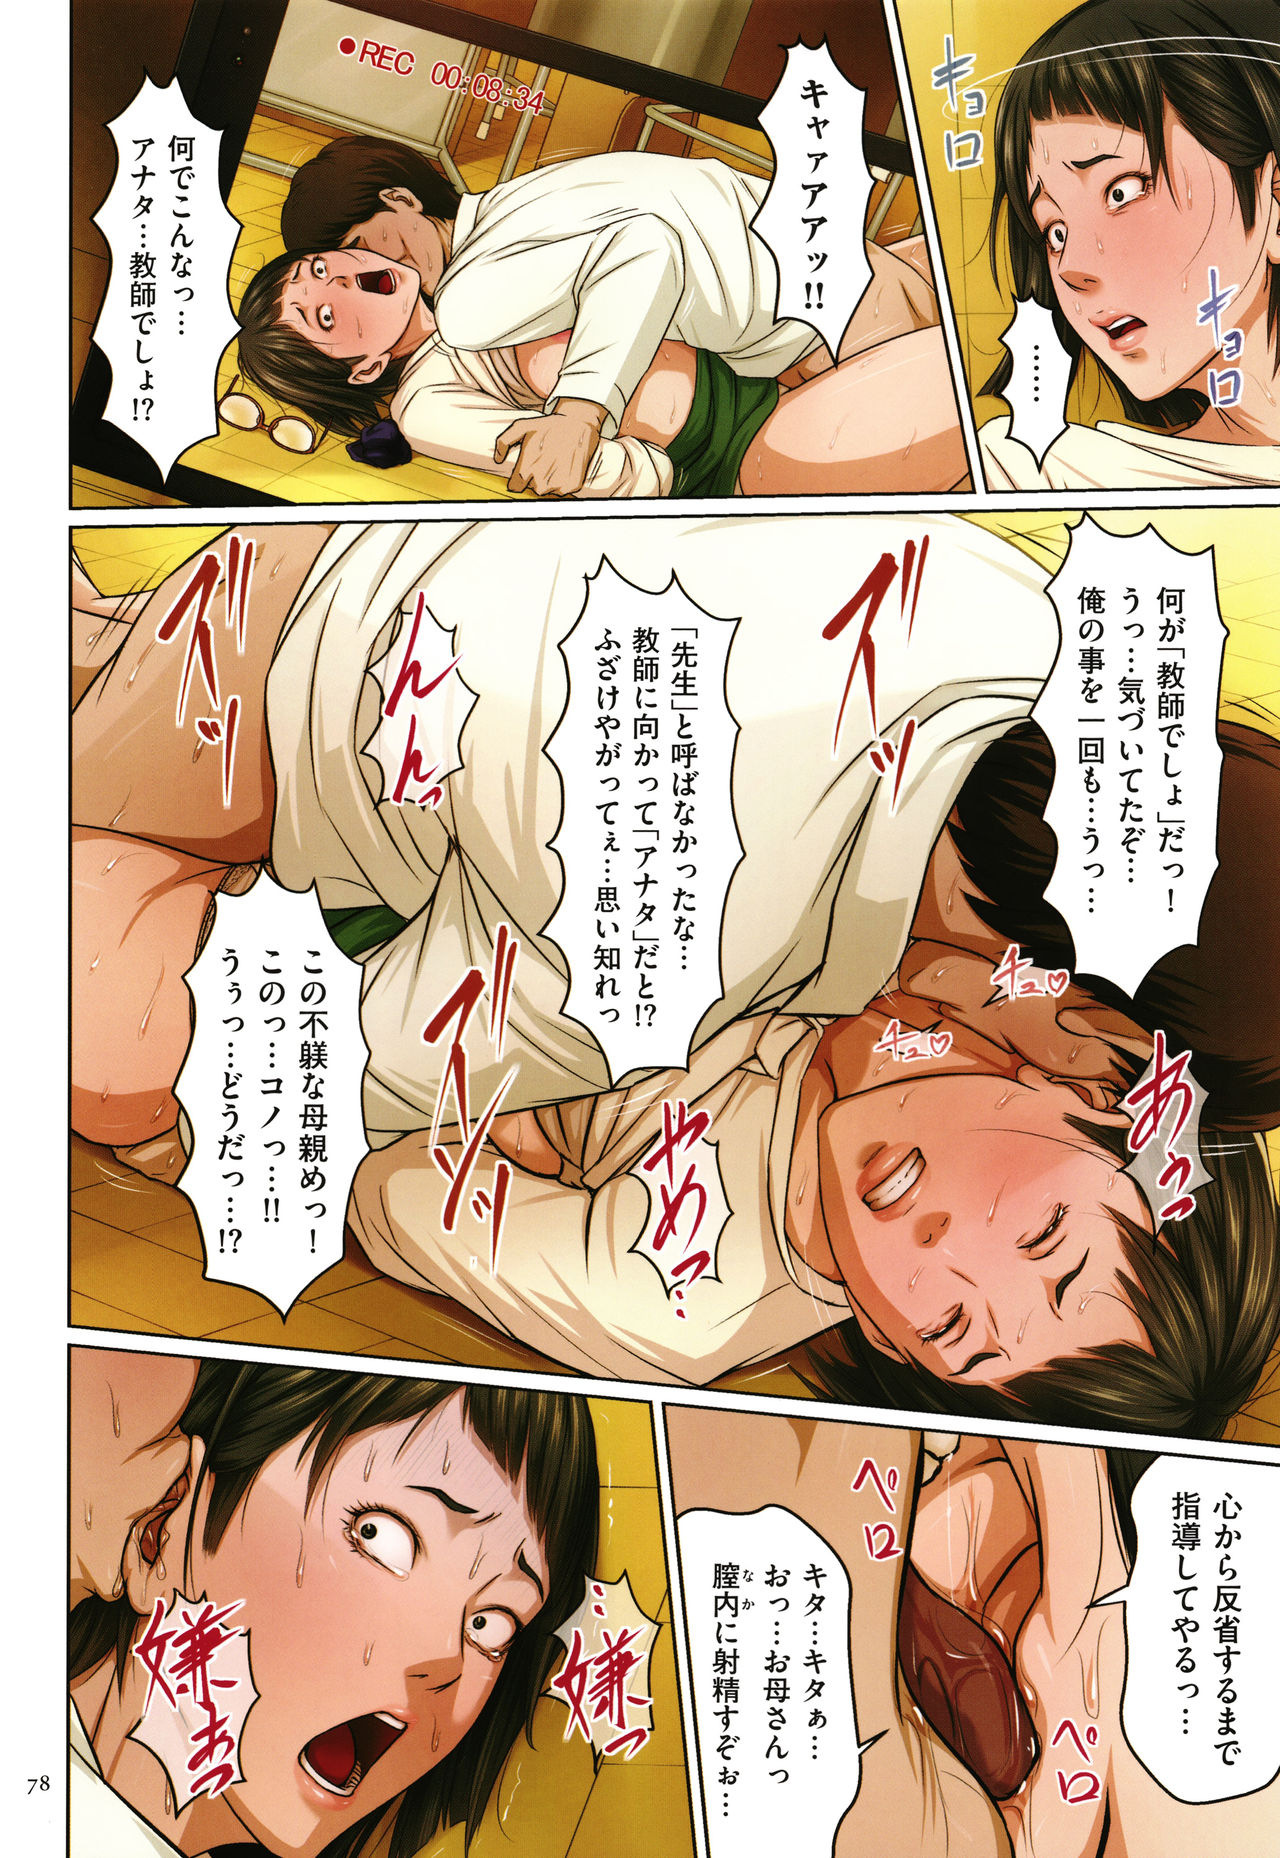 キョロ
キョロ
……
キャァアアッ!!
REC 00:08:34
何でこんなっ…
アナタ…教師でしょ!?
何が「教師でしょ」だっ!
うっ…気づいてたぞ…
俺の事を一回も…うっ…
「先生」と呼ばなかったな…
教師に向かって「アナタ」だと!?
ふざけやがってぇ…思い知れっ
ズッ
んんっ
ズッ
チュ♡
チュ♡
あぅっ
やめっ…
ズッズッ
この不躾な母親めっ!
このっ…コノっ…!!
うぅっ…どうだっ…!?
心から反省するまで
指導してやるっ…
ペロ
ペロ
キタ…キタぁ…
おっ…お母さんっ
膣内に射精すぞぉ…
なか
…嫌っ
嫌あっ
78